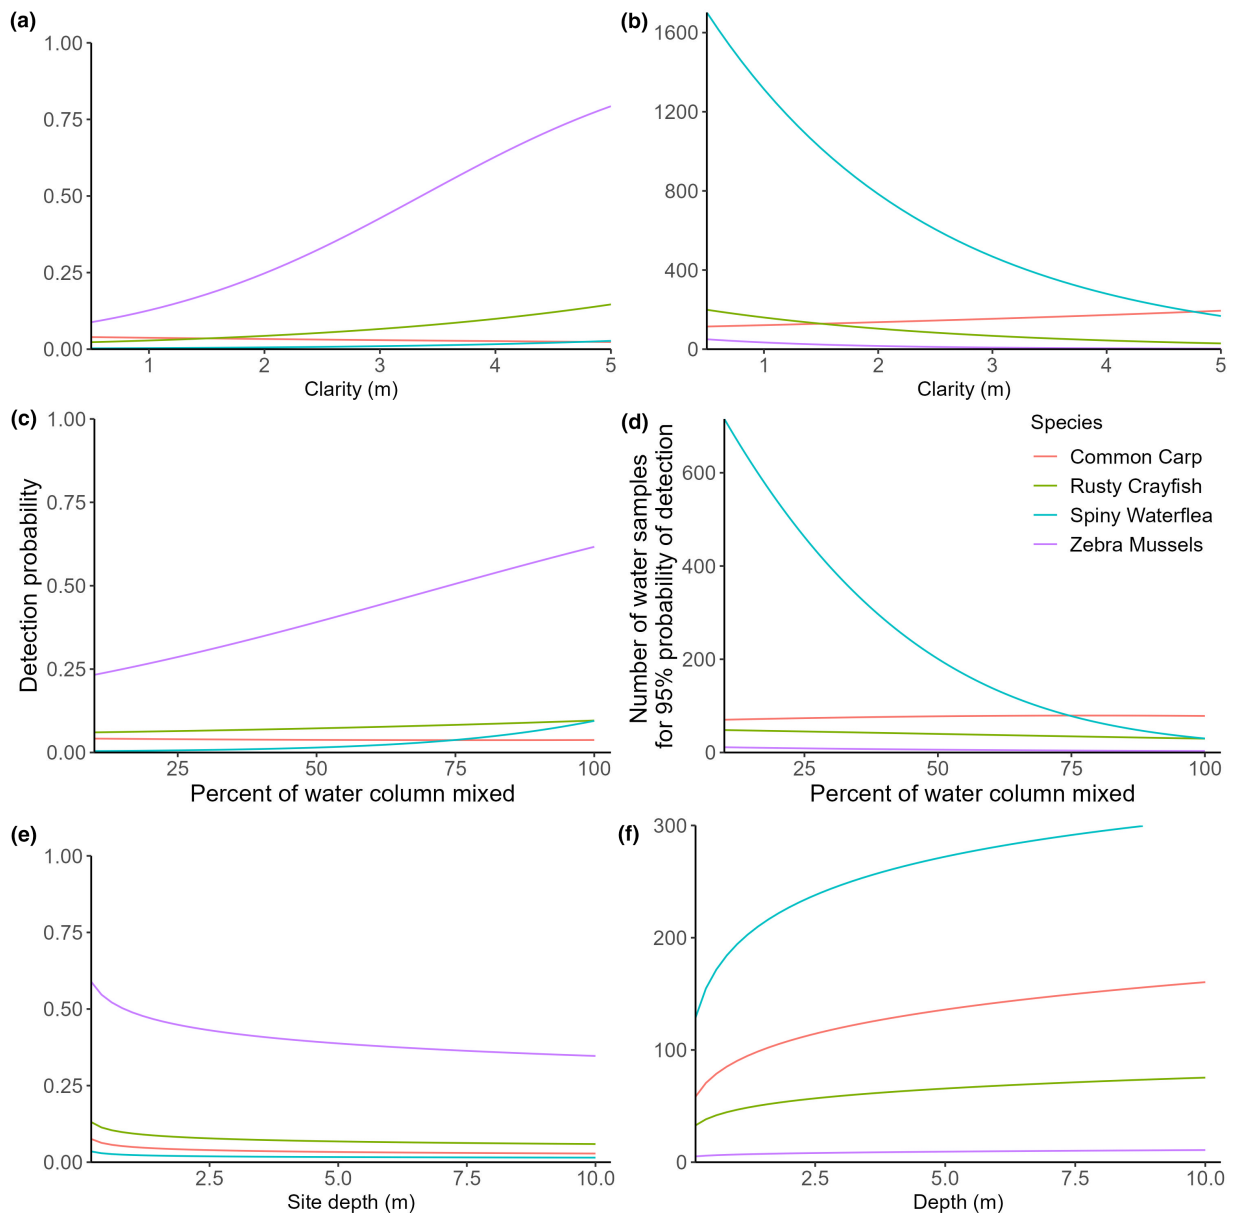 (a)
1.00
0.75
0.50
0.25
0.00
1 2 3 4 5
Clarity (m)
(b)
1600
1200
800
400
0
1 2 3 4 5
Clarity (m)
(c)
1.00
0.75
0.50
0.25
0.00
Detection probability
25 50 75 100
Percent of water column mixed
(d)
600
400
200
0
Number of water samples
for 95% probability of detection
25 50 75 100
Percent of water column mixed
Species
Common Carp
Rusty Crayfish
Spiny Waterflea
Zebra Mussels
(e)
1.00
0.75
0.50
0.25
0.00
2.5 5.0 7.5 10.0
Site depth (m)
(f)
300
200
100
0
2.5 5.0 7.5 10.0
Depth (m)